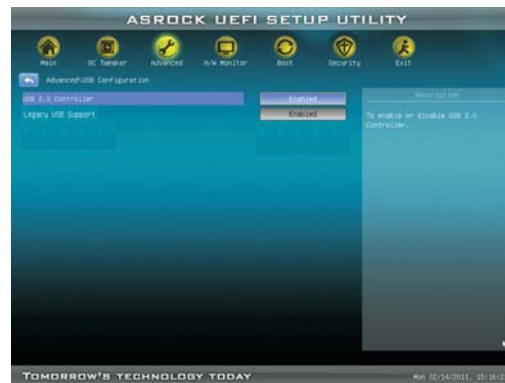 ASROCK UEFI SETUP UTILITY
Main OC Tweaker Advanced H/W Monitor Boot Security Exit
Advanced\USB Configuration
USB 2.0 Controller Enabled
Legacy USB Support Enabled
Description
To enable or disable USB 2.0
Controller.
TOMORROW'S TECHNOLOGY TODAY
Mon 02/14/2011, 15:16:2